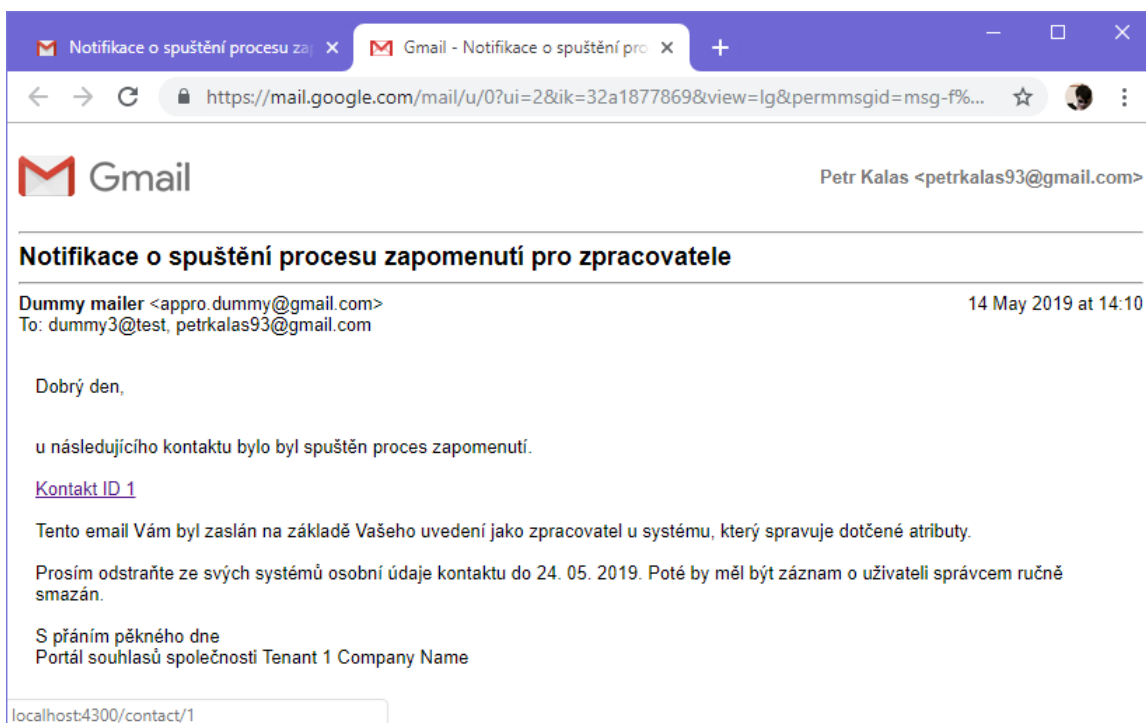 Notifikace o spuštění procesu za
Gmail - Notifikace o spuštění pro
https://mail.google.com/mail/u/0?ui=2&ik=32a1877869&view=lg&permmsgid=msg-f%...
Gmail
Petr Kalas <petrkalas93@gmail.com>
Notifikace o spuštění procesu zapomenutí pro zpracovatele
Dummy mailer <appro.dummy@gmail.com>
14 May 2019 at 14:10
To: dummy3@test, petrkalas93@gmail.com
Dobrý den,
u následujícího kontaktu bylo byl spuštěn proces zapomenutí.
Kontakt ID 1
Tento email Vám byl zaslán na základě Vašeho uvedení jako zpracovatel u systému, který spravuje dotčené atributy.
Prosím odstraňte ze svých systémů osobní údaje kontaktu do 24. 05. 2019. Poté by měl být záznam o uživateli správcem ručně
smazán.
S přáním pěkného dne
Portál souhlasů společnosti Tenant 1 Company Name
localhost:4300/contact/1